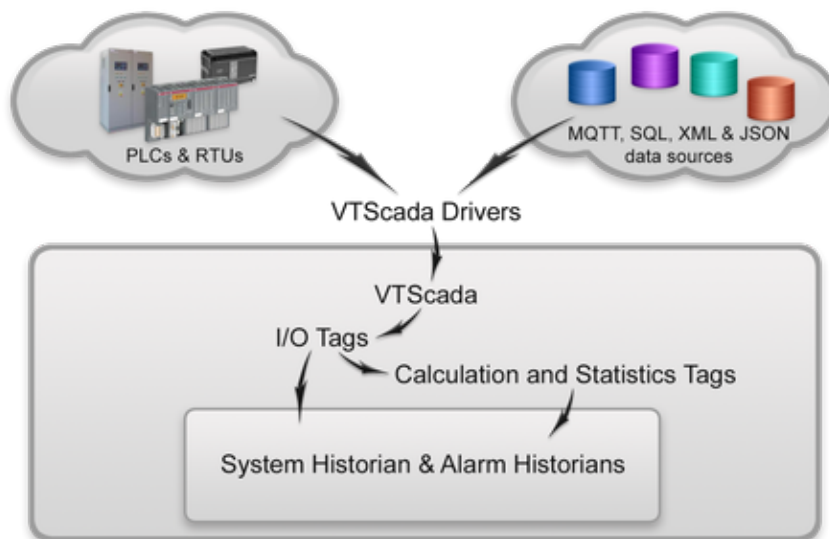 PLCs & RTUs
MQTT, SQL, XML & JSON
data sources
VTScada Drivers
VTScada
I/O Tags
Calculation and Statistics Tags
System Historian & Alarm Historians